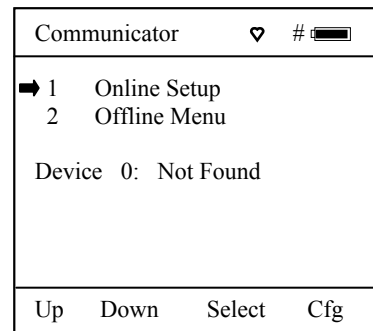 Communicator ♡ #
➡ 1 Online Setup
2 Offline Menu
Device 0: Not Found
Up Down Select Cfg